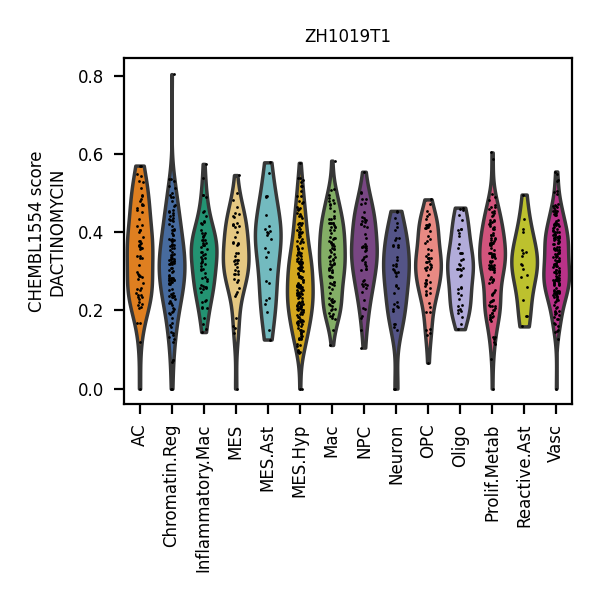 ZH1019T1
CHEMBL1554 score
DACTINOMYCIN
0.8
0.6
0.4
0.2
0.0
AC
Chromatin.Reg
Inflammatory.Mac
MES
MES.Ast
MES.Hyp
Mac
NPC
Neuron
OPC
Oligo
Prolif.Metab
Reactive.Ast
Vasc